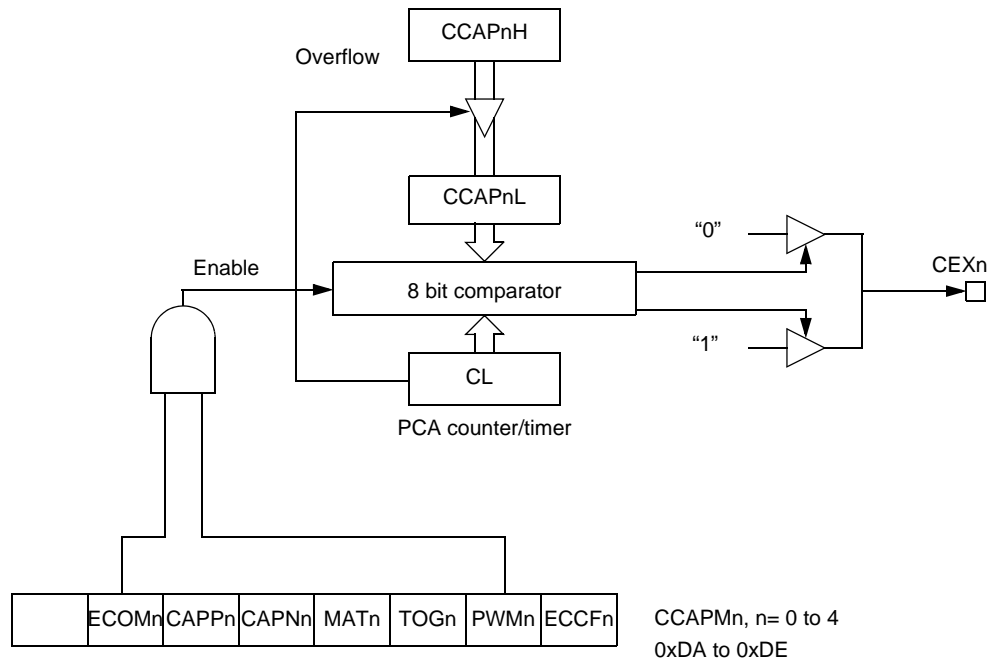 CCAPnH
Overflow
CCAPnL
“0”
Enable
CEXn
8 bit comparator
“1”
CL
PCA counter/timer
ECOMn CAPPn CAPNn MATn TOGn PWMn ECCFn
CCAPMn, n= 0 to 4
0xDA to 0xDE